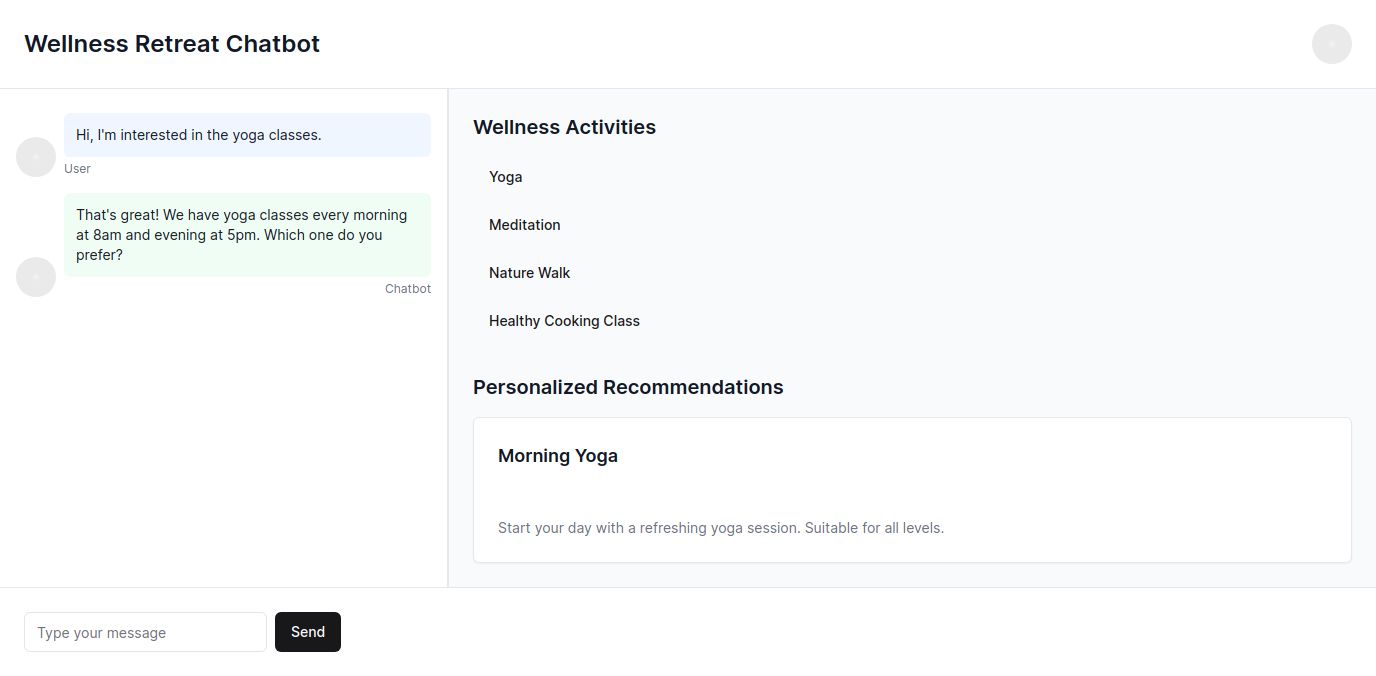 Wellness Retreat Chatbot
Hi, I'm interested in the yoga classes.
User
That's great! We have yoga classes every morning
at 8am and evening at 5pm. Which one do you
prefer?
Chatbot
Wellness Activities
Yoga
Meditation
Nature Walk
Healthy Cooking Class
Personalized Recommendations
Morning Yoga
Start your day with a refreshing yoga session. Suitable for all levels.
Type your message
Send